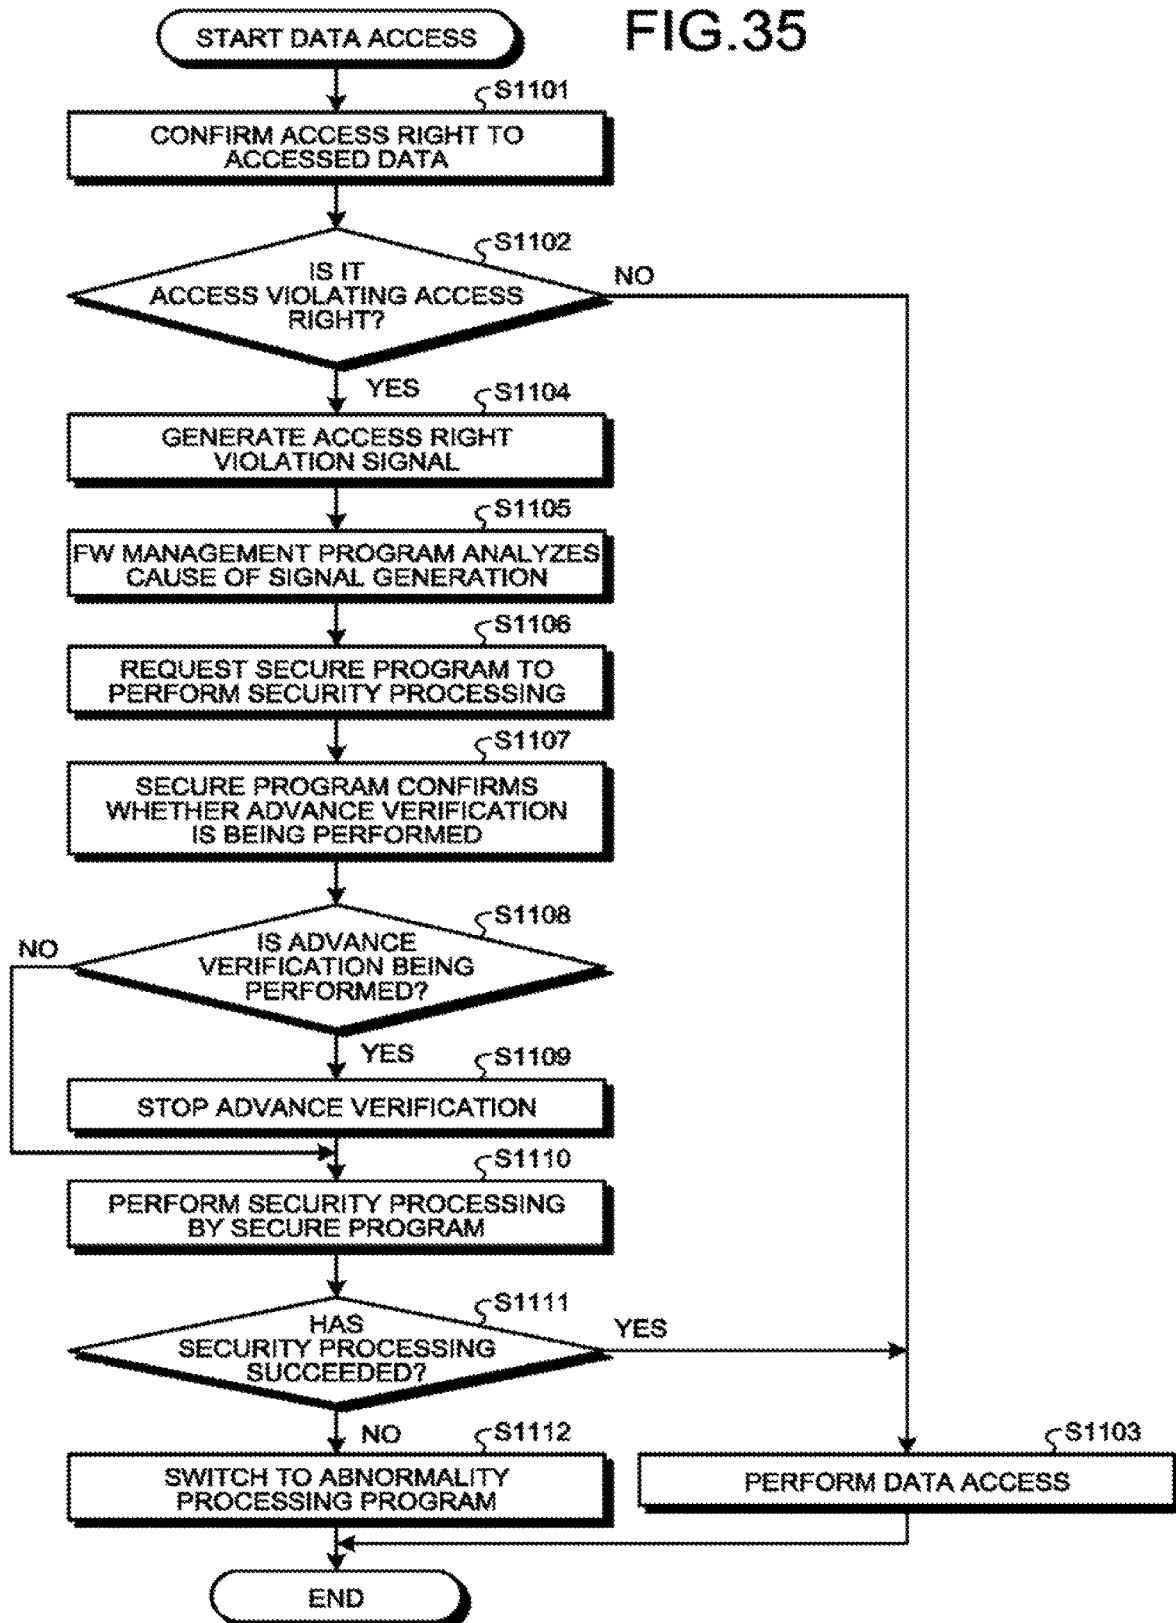 FIG.35
START DATA ACCESS
S1101
CONFIRM ACCESS RIGHT TO
ACCESSED DATA
S1102
IS IT
ACCESS VIOLATING ACCESS
RIGHT?
NO
YES
S1104
GENERATE ACCESS RIGHT
VIOLATION SIGNAL
S1105
FW MANAGEMENT PROGRAM ANALYZES
CAUSE OF SIGNAL GENERATION
S1106
REQUEST SECURE PROGRAM TO
PERFORM SECURITY PROCESSING
S1107
SECURE PROGRAM CONFIRMS
WHETHER ADVANCE VERIFICATION
IS BEING PERFORMED
S1108
NO
IS ADVANCE
VERIFICATION BEING
PERFORMED?
YES
S1109
STOP ADVANCE VERIFICATION
S1110
PERFORM SECURITY PROCESSING
BY SECURE PROGRAM
S1111
HAS
SECURITY PROCESSING
SUCCEEDED?
YES
NO
S1112
SWITCH TO ABNORMALITY
PROCESSING PROGRAM
S1103
PERFORM DATA ACCESS
END